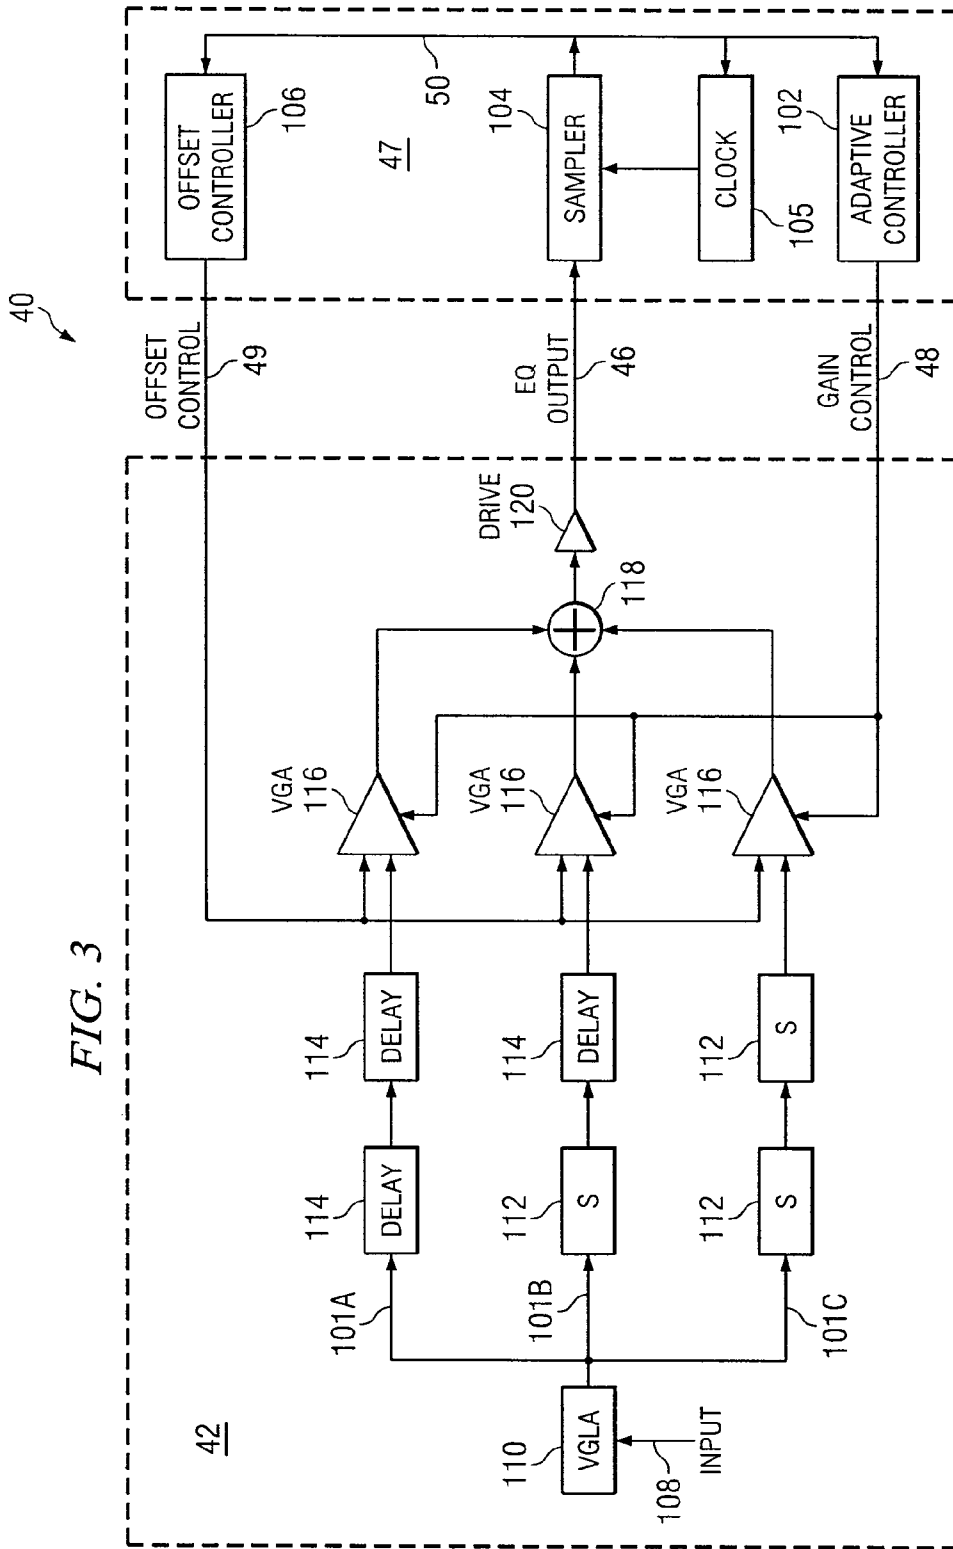 FIG. 3
40
42
47
INPUT
108
VGLA
110
101A
101B
101C
DELAY
114
DELAY
114
S
112
DELAY
114
S
112
S
112
VGA
116
VGA
116
VGA
116
118
DRIVE
120
OFFSET
CONTROL
49
EQ
OUTPUT
46
GAIN
CONTROL
48
OFFSET
CONTROLLER
106
50
SAMPLER
104
CLOCK
105
ADAPTIVE
CONTROLLER
102